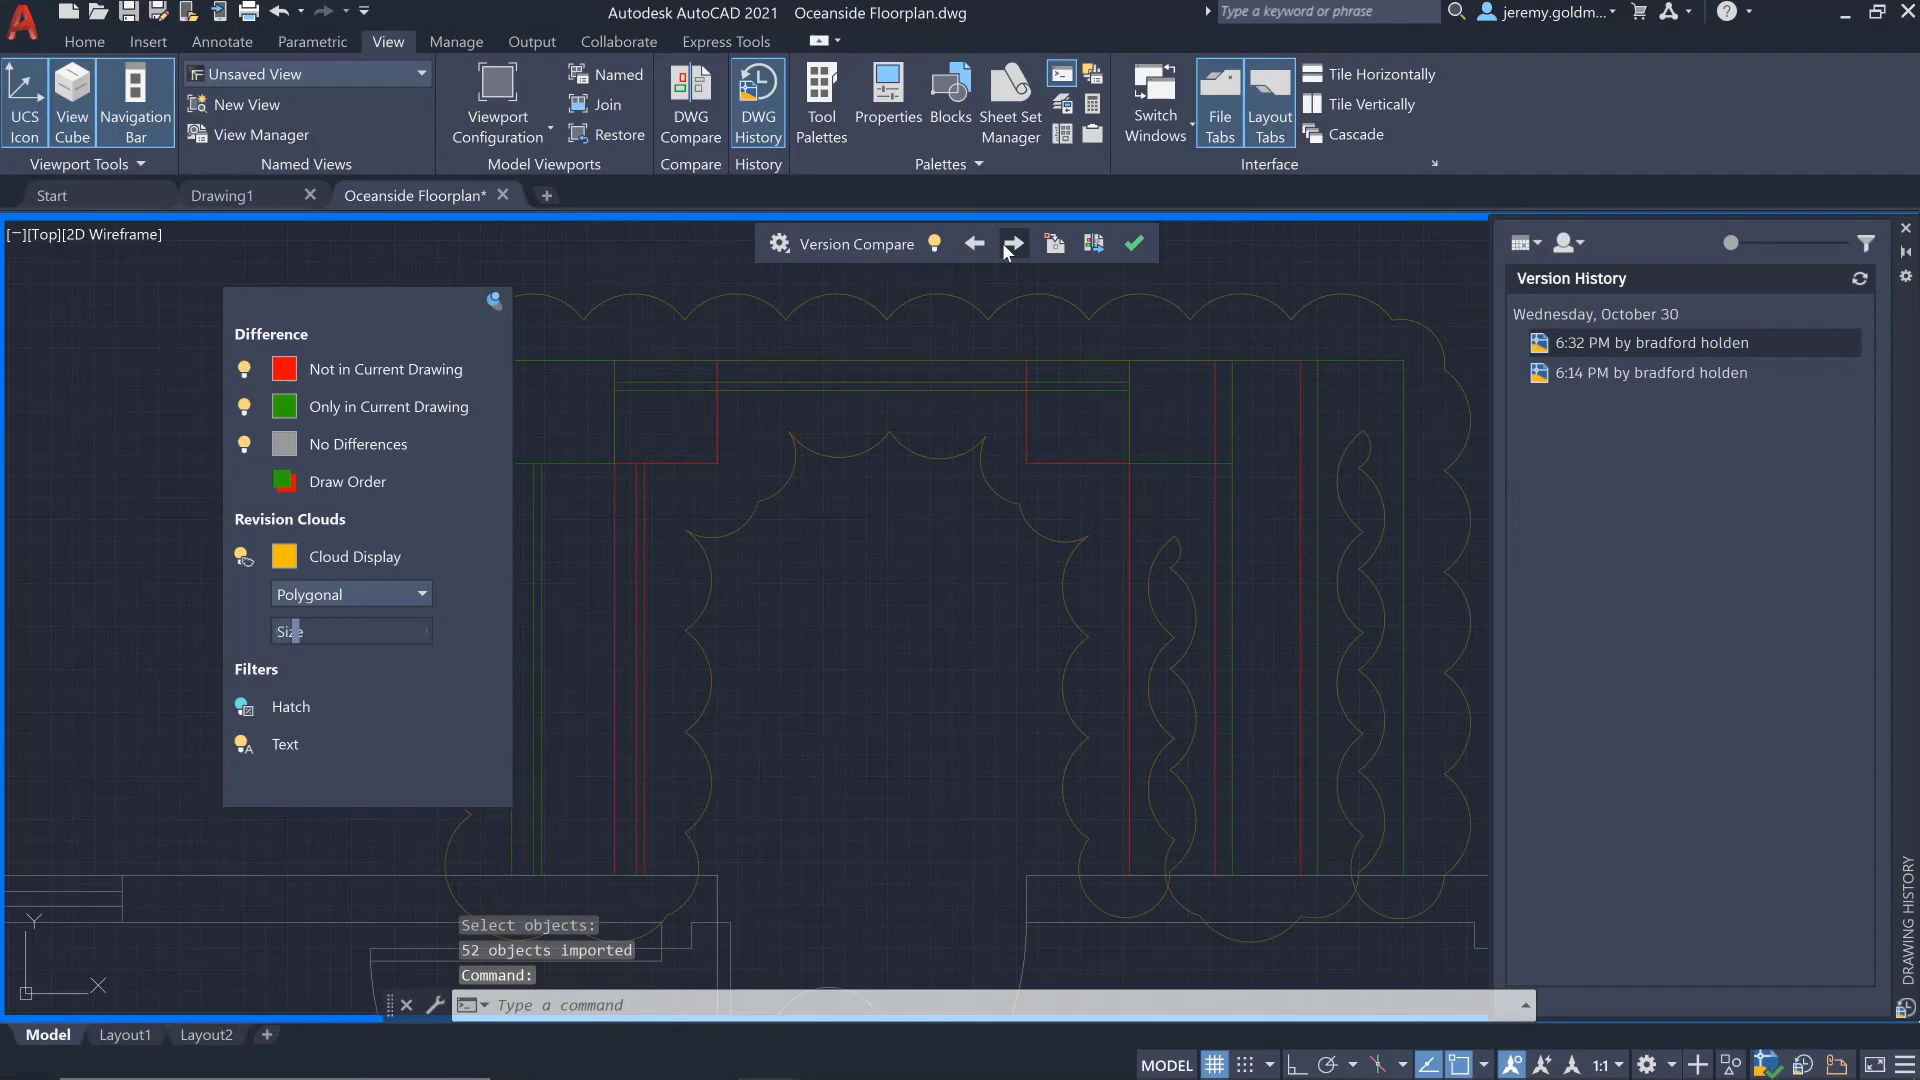 Autodesk AutoCAD 2021 Oceanside Floorplan.dwg
Type a keyword or phrase
jeremy.goldm...
Home Insert Annotate Parametric View Manage Output Collaborate Express Tools
UCS Icon
View Cube
Navigation Bar
Viewport Tools
Unsaved View
New View
View Manager
Named Views
Viewport Configuration
Named
Join
Restore
Model Viewports
DWG Compare
Compare
DWG History
History
Tool Palettes
Properties
Blocks
Sheet Set Manager
Palettes
Switch Windows
File Tabs
Layout Tabs
Tile Horizontally
Tile Vertically
Cascade
Interface
Start Drawing1 Oceanside Floorplan*
[−][Top][2D Wireframe]
Version Compare
Difference
Not in Current Drawing
Only in Current Drawing
No Differences
Draw Order
Revision Clouds
Cloud Display
Polygonal
Size
Filters
Hatch
Text
Version History
Wednesday, October 30
6:32 PM by bradford holden
6:14 PM by bradford holden
DRAWING HISTORY
Y
X
Select objects:
52 objects imported
Command:
Type a command
Model Layout1 Layout2
MODEL 1:1